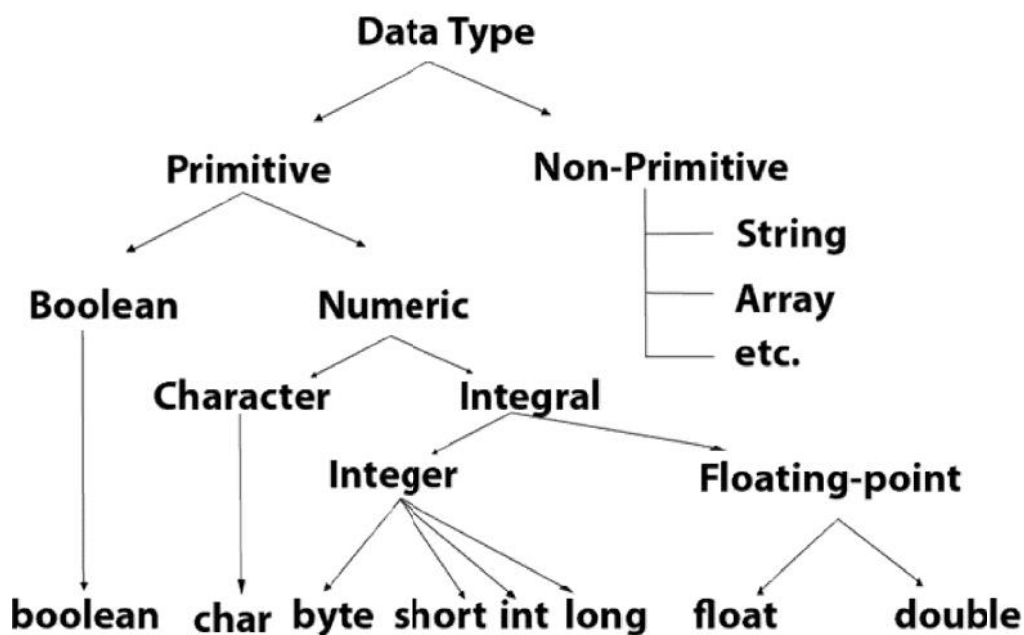 Data Type
Primitive
Non-Primitive
String
Array
etc.
Boolean
Numeric
Character
Integral
Integer
Floating-point
boolean
char
byte
short
int
long
float
double